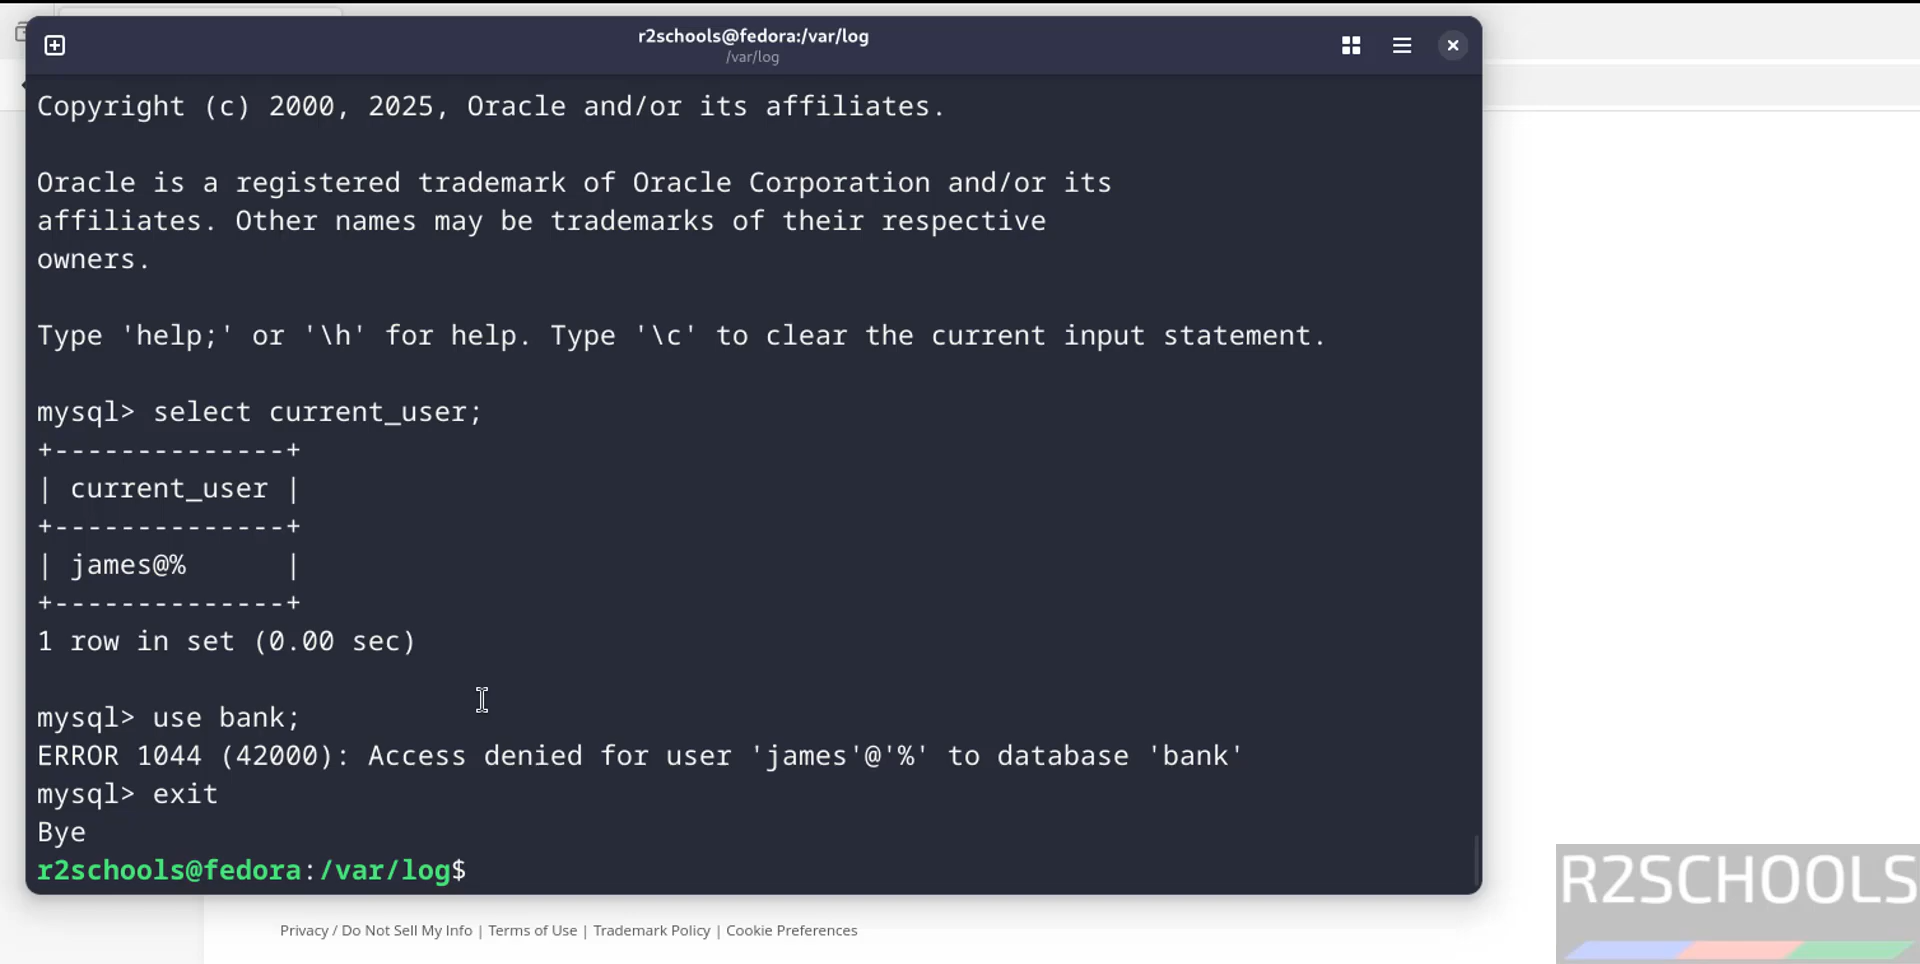 r2schools@fedora:/var/log
/var/log
Copyright (c) 2000, 2025, Oracle and/or its affiliates.
Oracle is a registered trademark of Oracle Corporation and/or its
affiliates. Other names may be trademarks of their respective
owners.
Type 'help;' or '\h' for help. Type '\c' to clear the current input statement.
mysql> select current_user;
+--------------+
| current_user |
+--------------+
| james@%      |
+--------------+
1 row in set (0.00 sec)
mysql> use bank;
ERROR 1044 (42000): Access denied for user 'james'@'%' to database 'bank'
mysql> exit
Bye
r2schools@fedora:/var/log$
Privacy / Do Not Sell My Info | Terms of Use | Trademark Policy | Cookie Preferences
R2SCHOOLS